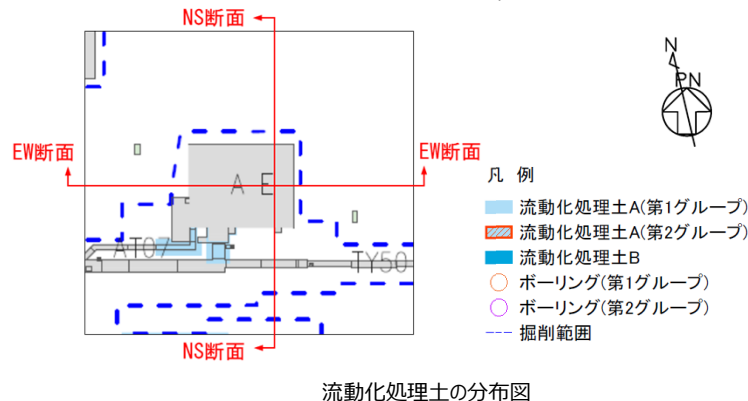 NS断面
EW断面
EW断面
A E
AT07
TY50
NS断面
N
PN
凡 例
流動化処理土A(第1グループ)
流動化処理土A(第2グループ)
流動化処理土B
ボーリング(第1グループ)
ボーリング(第2グループ)
掘削範囲
流動化処理土の分布図